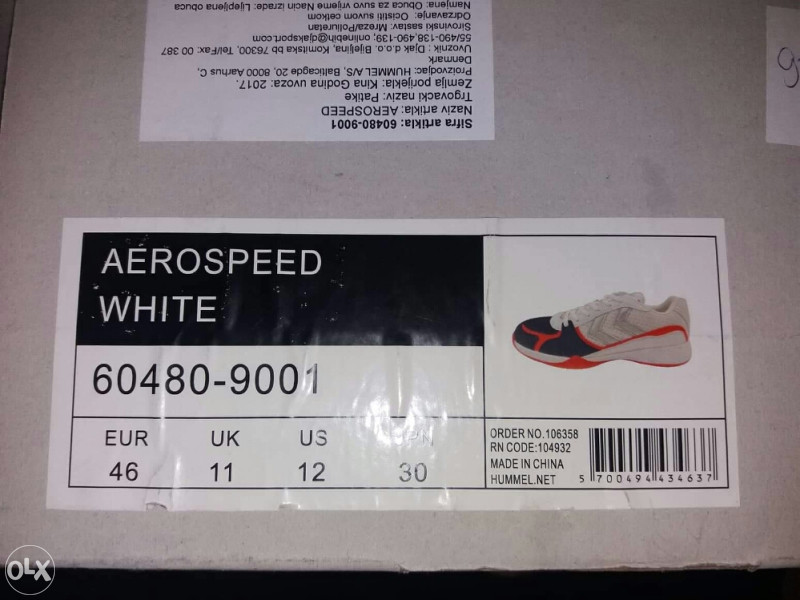 Namjena: Obuca za suvo vrijeme Nacin izrade: Ljepljena obuca
Odrzavanje: Ocistiti suvom cetkom
Sirovinski sastav: Mreza/Poliuretan
55/490-138,490-139; onlinebih@djaksport.com
Uvoznik : Djak d.o.o. Bijeljina, Komitska bb 76300, Tel/Fax: 00 387
Denmark
Proizvodjac: HUMMEL A/S, Balticagade 20, 8000 Aarhus C,
Zemlja porijekla: Kina Godina uvoza: 2017.
Trgovacki naziv: Patike
Naziv artikla: AEROSPEED
Sifra artikla: 60480-9001
AEROSPEED
WHITE
60480-9001
EUR UK US JPN
46 11 12 30
ORDER NO.106358
RN CODE:104932
MADE IN CHINA
HUMMEL.NET
5 700494 434637
OLX